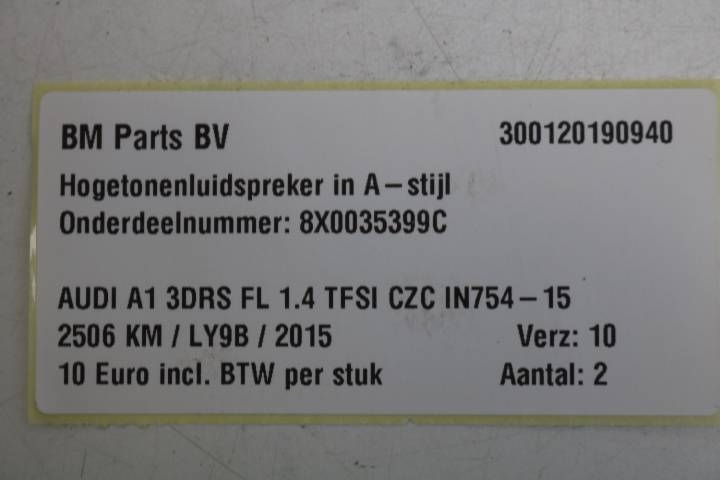 BM Parts BV 300120190940
Hogetonenluidspreker in A-stijl
Onderdeelnummer: 8X0035399C
AUDI A1 3DRS FL 1.4 TFSI CZC IN754-15
2506 KM / LY9B / 2015 Verz: 10
10 Euro incl. BTW per stuk Aantal: 2